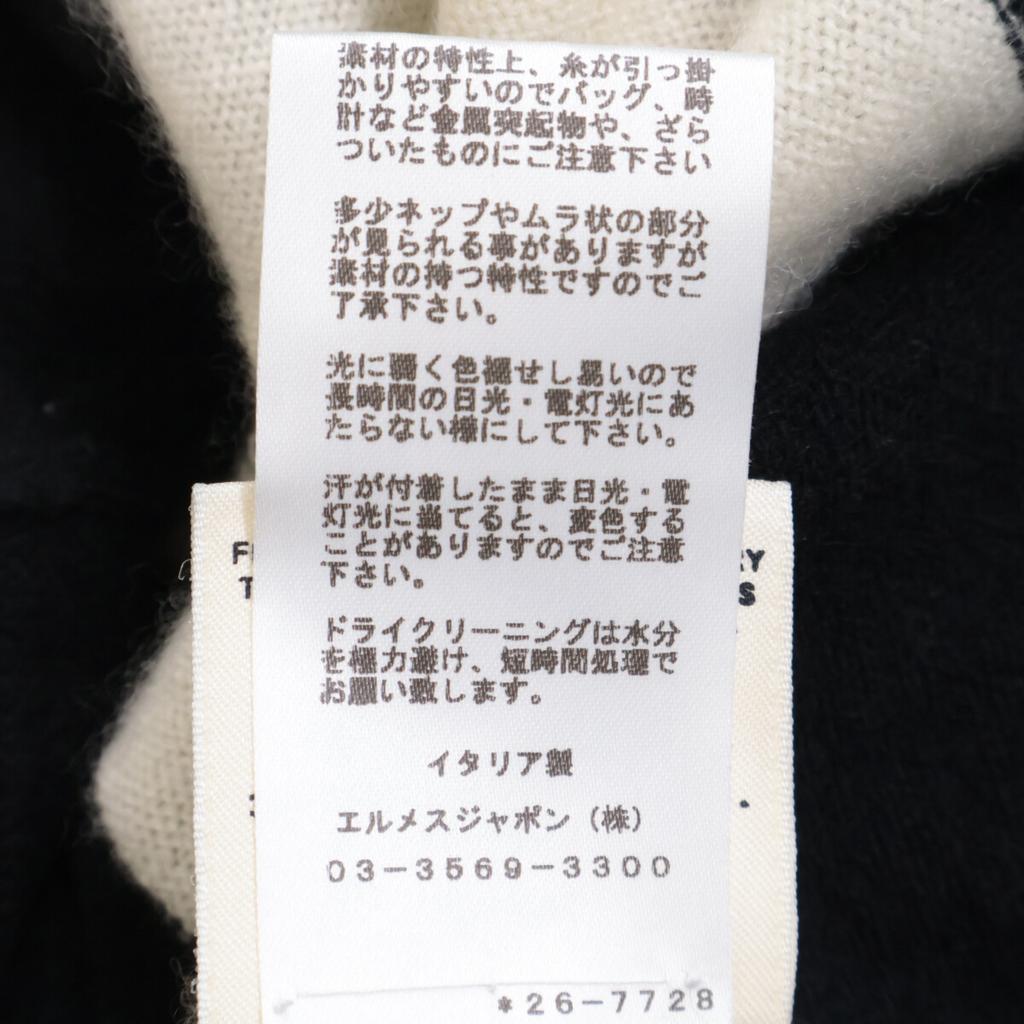 素材の特性上、糸が引っ掛
かりやすいのでバッグ、時
計など金属突起物や、ざら
ついたものにご注意下さい
多少ネップやムラ状の部分
が見られる事がありますが
素材の持つ特性ですのでご
了承下さい。
光に弱く色褪せし易いので
長時間の日光・電灯光にあ
たらない様にして下さい。
汗が付着したまま日光・電
灯光に当てると、変色する
ことがありますのでご注意
下さい。
ドライクリーニングは水分
を極力避け、短時間処理で
お願い致します。
イタリア製
エルメスジャポン（株）
03-3569-3300
*26-7728